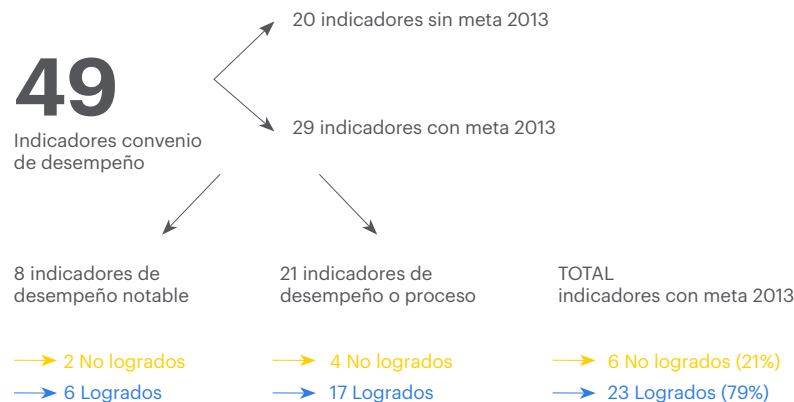 20 indicadores sin meta 2013
49
Indicadores convenio
de desempeño
29 indicadores con meta 2013
8 indicadores de
desempeño notable
2 No logrados
6 Logrados
21 indicadores de
desempeño o proceso
4 No logrados
17 Logrados
TOTAL
indicadores con meta 2013
6 No logrados (21%)
23 Logrados (79%)